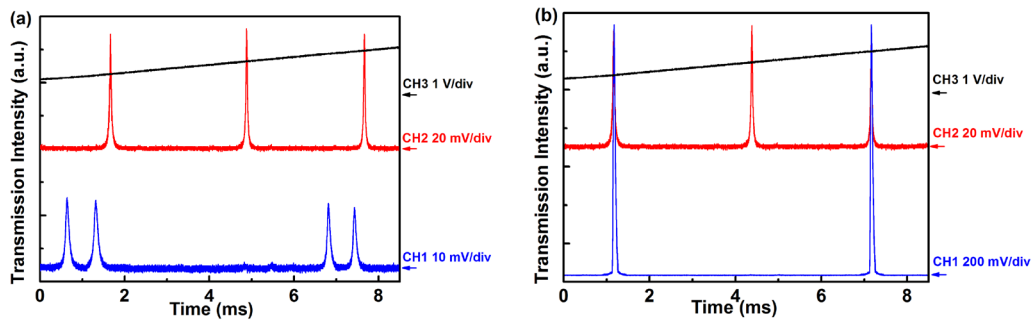 (a)
Transmission Intensity (a.u.)
CH3 1 V/div
CH2 20 mV/div
CH1 10 mV/div
0 2 4 6 8
Time (ms)
(b)
Transmission Intensity (a.u.)
CH3 1 V/div
CH2 20 mV/div
CH1 200 mV/div
0 2 4 6 8
Time (ms)